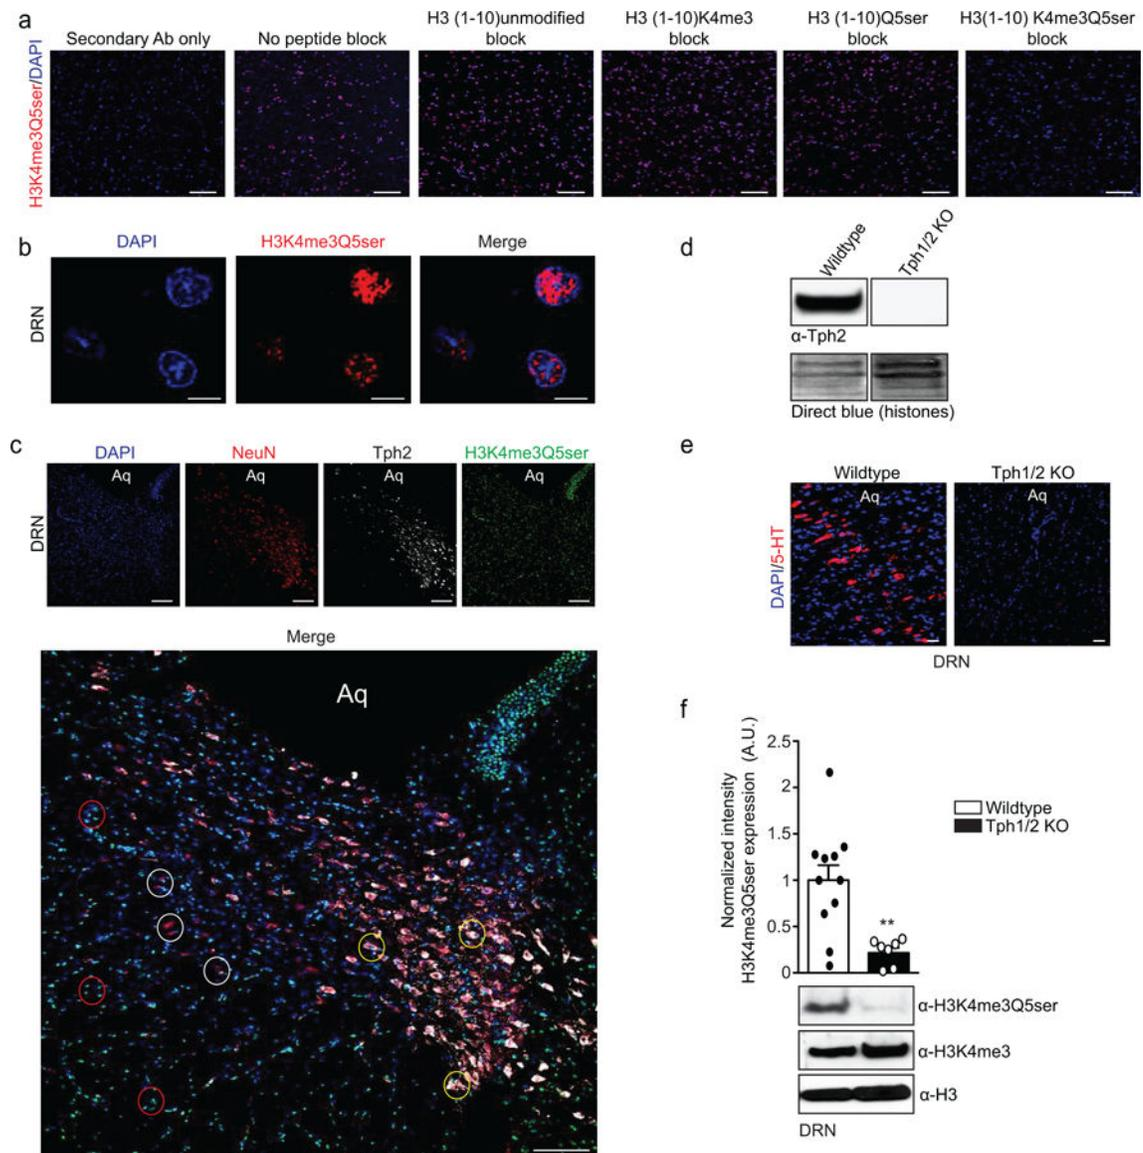 a
H3K4me3Q5ser/DAPI
Secondary Ab only
No peptide block
H3 (1-10)unmodified
block
H3 (1-10)K4me3
block
H3 (1-10)Q5ser
block
H3(1-10) K4me3Q5ser
block
b
DAPI
H3K4me3Q5ser
Merge
DRN
c
DAPI
NeuN
Tph2
H3K4me3Q5ser
DRN
Aq
Aq
Aq
Aq
Merge
Aq
d
Wildtype
Tph1/2 KO
α-Tph2
Direct blue (histones)
e
Wildtype
Tph1/2 KO
DAPI/5-HT
Aq
Aq
DRN
f
Normalized intensity
H3K4me3Q5ser expression (A.U.)
2.5
2
1.5
1
0.5
0
**
Wildtype
Tph1/2 KO
α-H3K4me3Q5ser
α-H3K4me3
α-H3
DRN